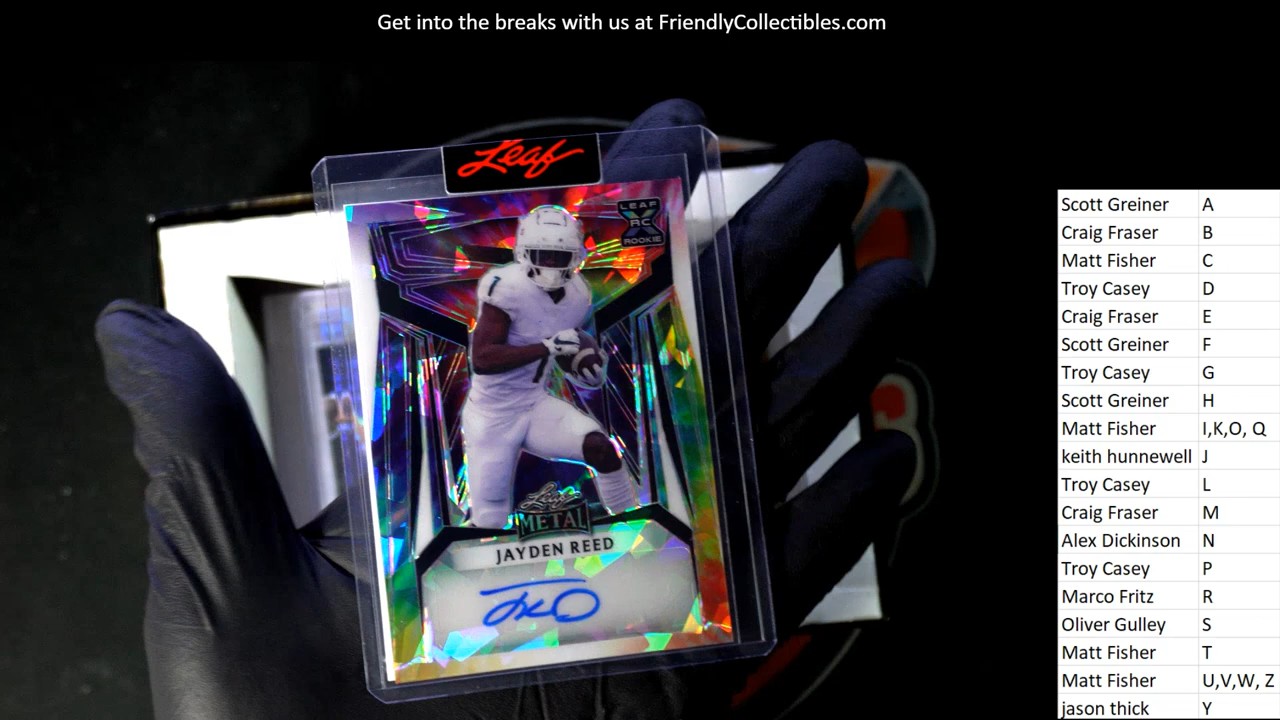 Get into the breaks with us at FriendlyCollectibles.com
Leaf
LEAF
RC
ROOKIE
1
Leaf
METAL
JAYDEN REED
Scott Greiner A
Craig Fraser B
Matt Fisher C
Troy Casey D
Craig Fraser E
Scott Greiner F
Troy Casey G
Scott Greiner H
Matt Fisher I,K,O, Q
keith hunnewell J
Troy Casey L
Craig Fraser M
Alex Dickinson N
Troy Casey P
Marco Fritz R
Oliver Gulley S
Matt Fisher T
Matt Fisher U,V,W, Z
jason thick Y